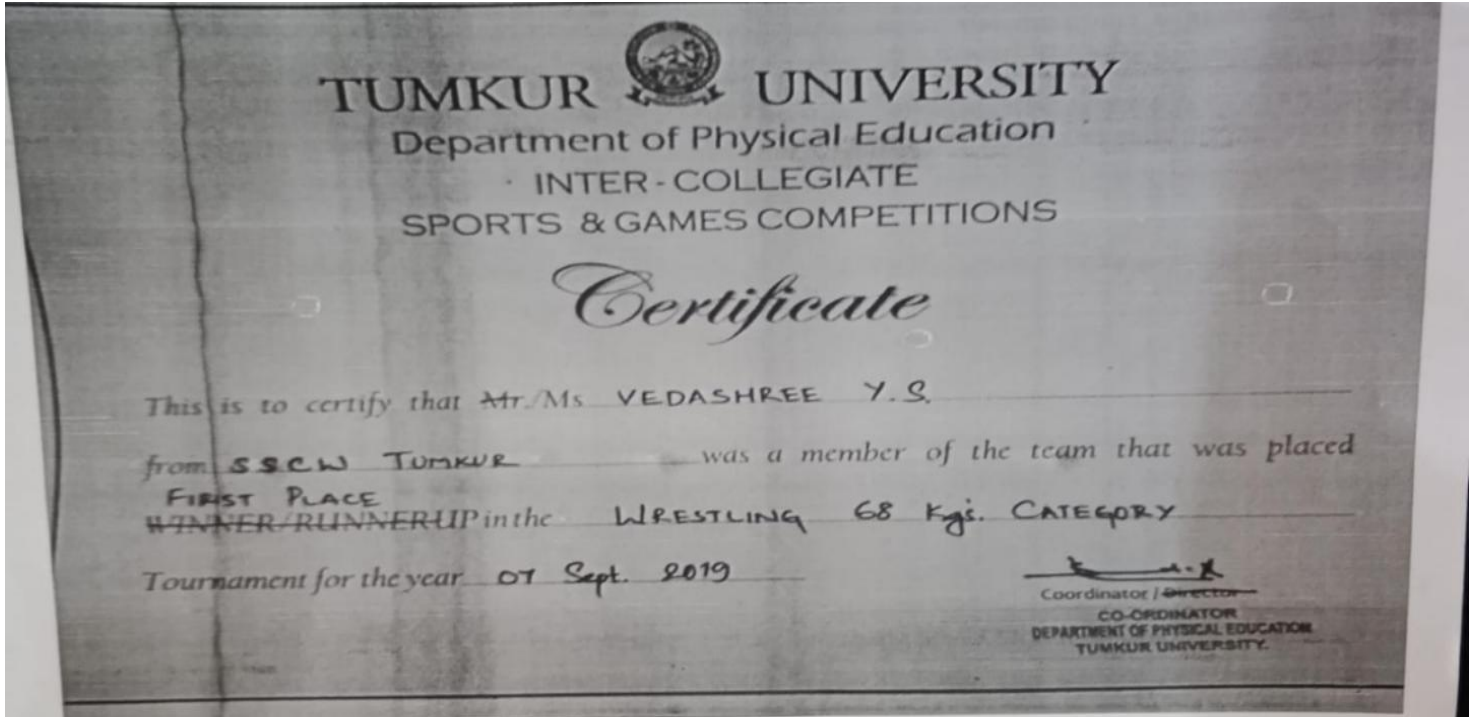 TUMKUR UNIVERSITY
Department of Physical Education
INTER - COLLEGIATE
SPORTS & GAMES COMPETITIONS
Certificate
This is to certify that Mr./Ms VEDASHREE Y.S.
from SSCW TUMKUR was a member of the team that was placed
FIRST PLACE
WINNER/RUNNER-UP in the WRESTLING 68 Kgs. CATEGORY
Tournament for the year 07 Sept. 2019
Coordinator / Director
CO-ORDINATOR
DEPARTMENT OF PHYSICAL EDUCATION
TUMKUR UNIVERSITY.